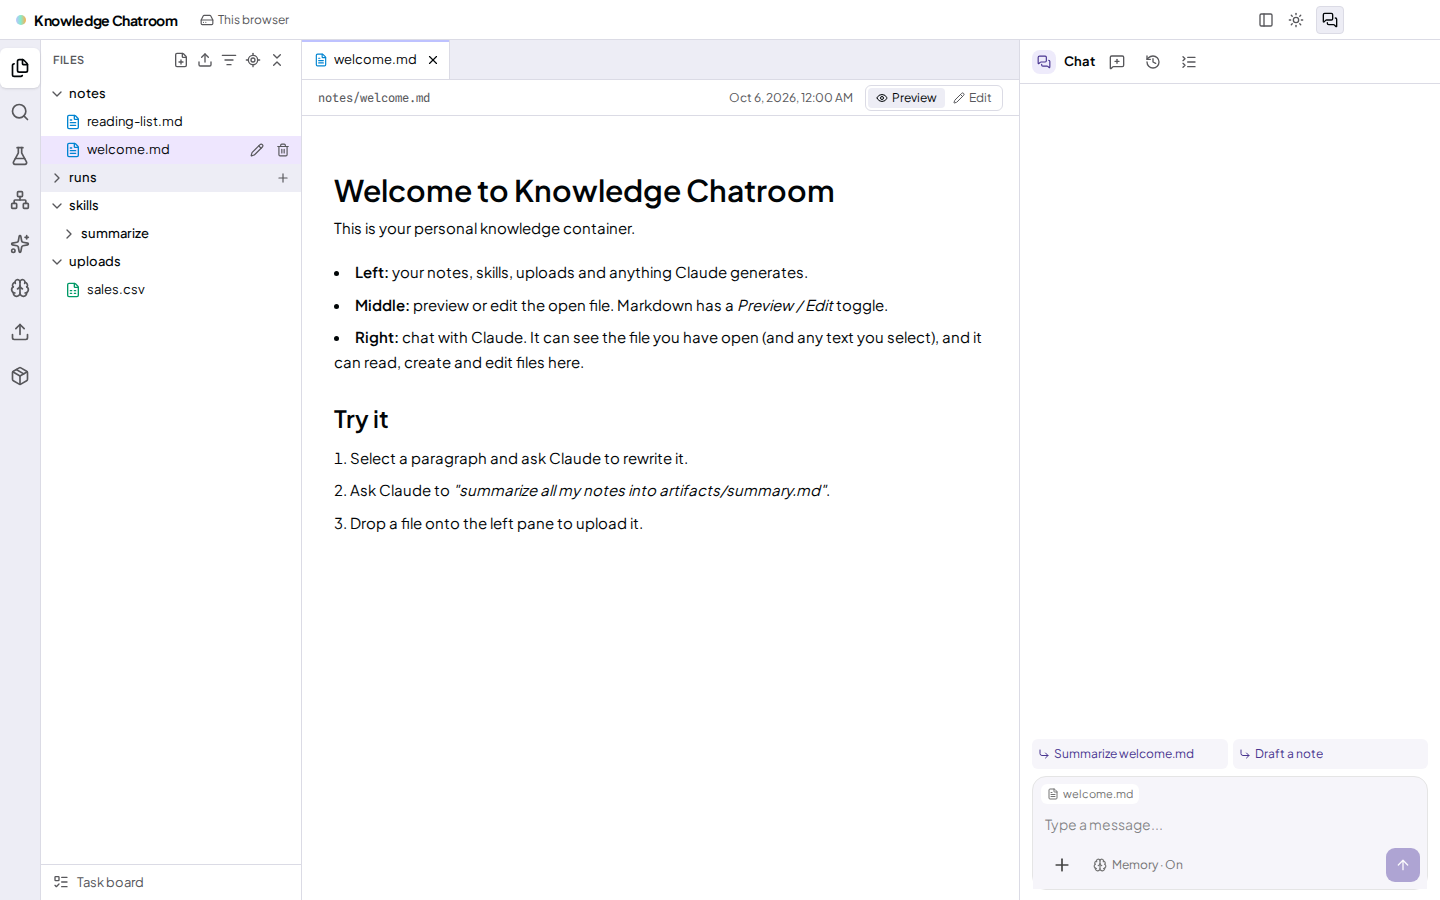 Knowledge Chatroom
This browser
FILES
notes
reading-list.md
welcome.md
runs
skills
summarize
uploads
sales.csv
Task board
welcome.md
notes/welcome.md
Oct 6, 2026, 12:00 AM
Preview
Edit
Welcome to Knowledge Chatroom
This is your personal knowledge container.
• Left: your notes, skills, uploads and anything Claude generates.
• Middle: preview or edit the open file. Markdown has a Preview / Edit toggle.
• Right: chat with Claude. It can see the file you have open (and any text you select), and it
can read, create and edit files here.
Try it
1. Select a paragraph and ask Claude to rewrite it.
2. Ask Claude to "summarize all my notes into artifacts/summary.md".
3. Drop a file onto the left pane to upload it.
Chat
Summarize welcome.md
Draft a note
welcome.md
Type a message...
Memory · On